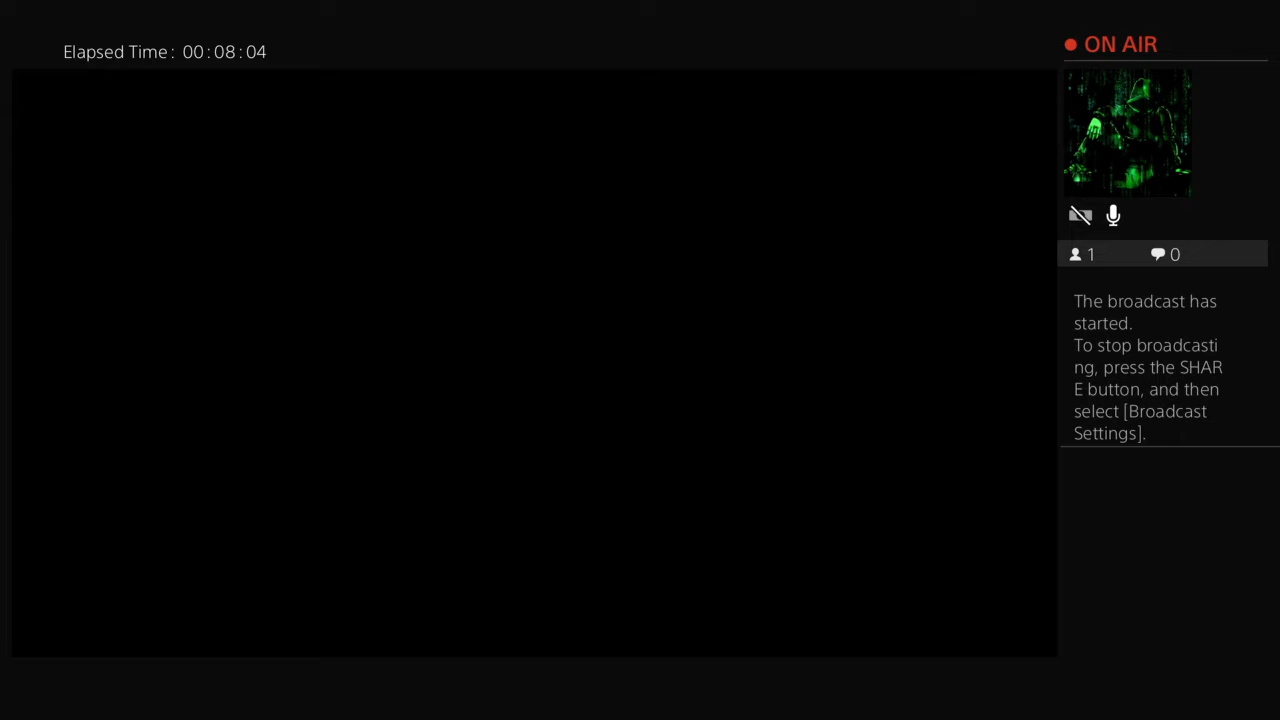 Elapsed Time: 00:08:04
ON AIR
1 0
The broadcast has
started.
To stop broadcasti
ng, press the SHAR
E button, and then
select [Broadcast
Settings].